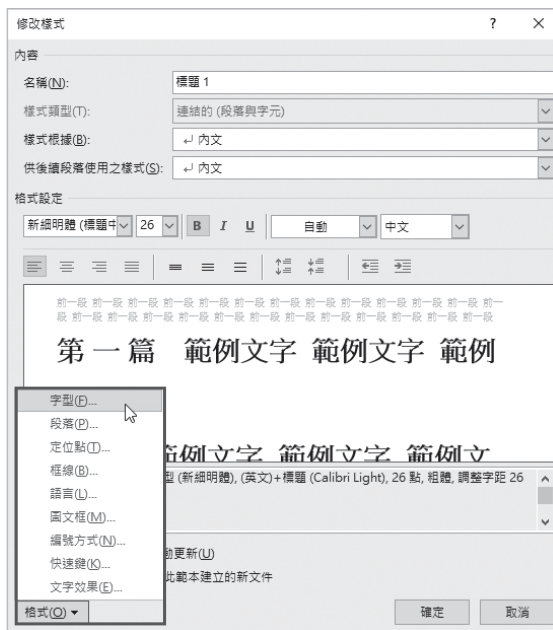 修改樣式 ? ×
內容
名稱(N): 標題 1
樣式類型(T): 連結的 (段落與字元)
樣式根據(B): ↵ 內文
供後續段落使用之樣式(S): ↵ 內文
格式設定
新細明體 (標題中 26 B I U 自動 中文
前一段 前一段 前一段 前一段 前一段 前一段 前一段 前一段 前一段 前一段 前一段 前一
段 前一段 前一段 前一段 前一段 前一段 前一段 前一段 前一段 前一段 前一段 前一段
第 一 篇 範例文字 範例文字 範例
範例文字 範例文字 範例文
型 (新細明體), (英文)+標題 (Calibri Light), 26 點, 粗體, 調整字距 26
動更新(U)
此範本建立的新文件
字型(F)...
段落(P)...
定位點(T)...
框線(B)...
語言(L)...
圖文框(M)...
編號方式(N)...
快速鍵(K)...
文字效果(E)...
格式(O) 確定 取消